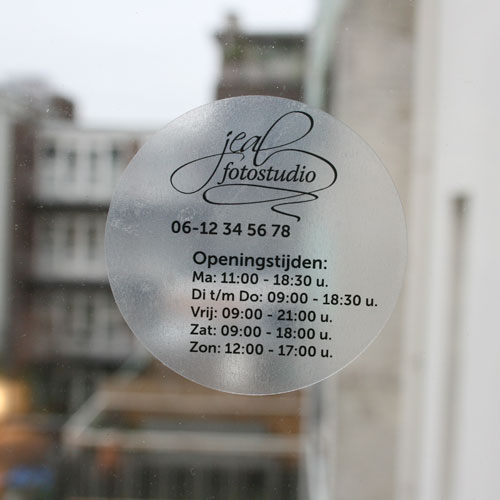 jeal
fotostudio
06-12 34 56 78
Openingstijden:
Ma: 11:00 - 18:30 u.
Di t/m Do: 09:00 - 18:30 u.
Vrij: 09:00 - 21:00 u.
Zat: 09:00 - 18:00 u.
Zon: 12:00 - 17:00 u.